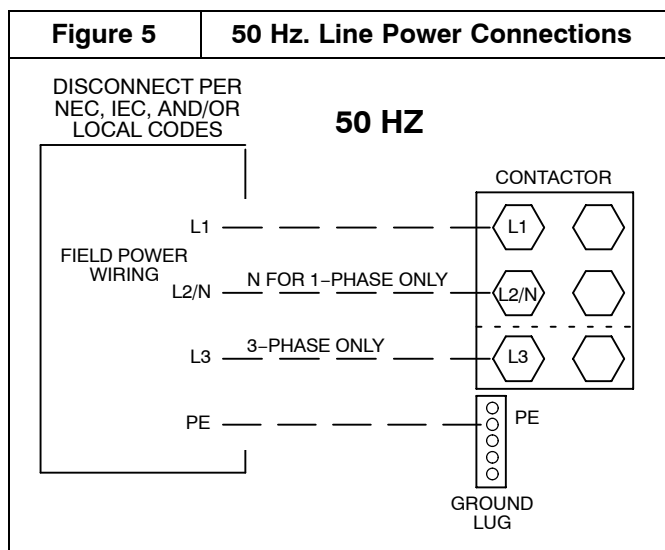 Figure 5
50 Hz. Line Power Connections
DISCONNECT PER
NEC, IEC, AND/OR
LOCAL CODES
50 HZ
CONTACTOR
L1
L1
FIELD POWER
WIRING
L2/N
N FOR 1–PHASE ONLY
L2/N
L3
3–PHASE ONLY
L3
PE
PE
GROUND
LUG